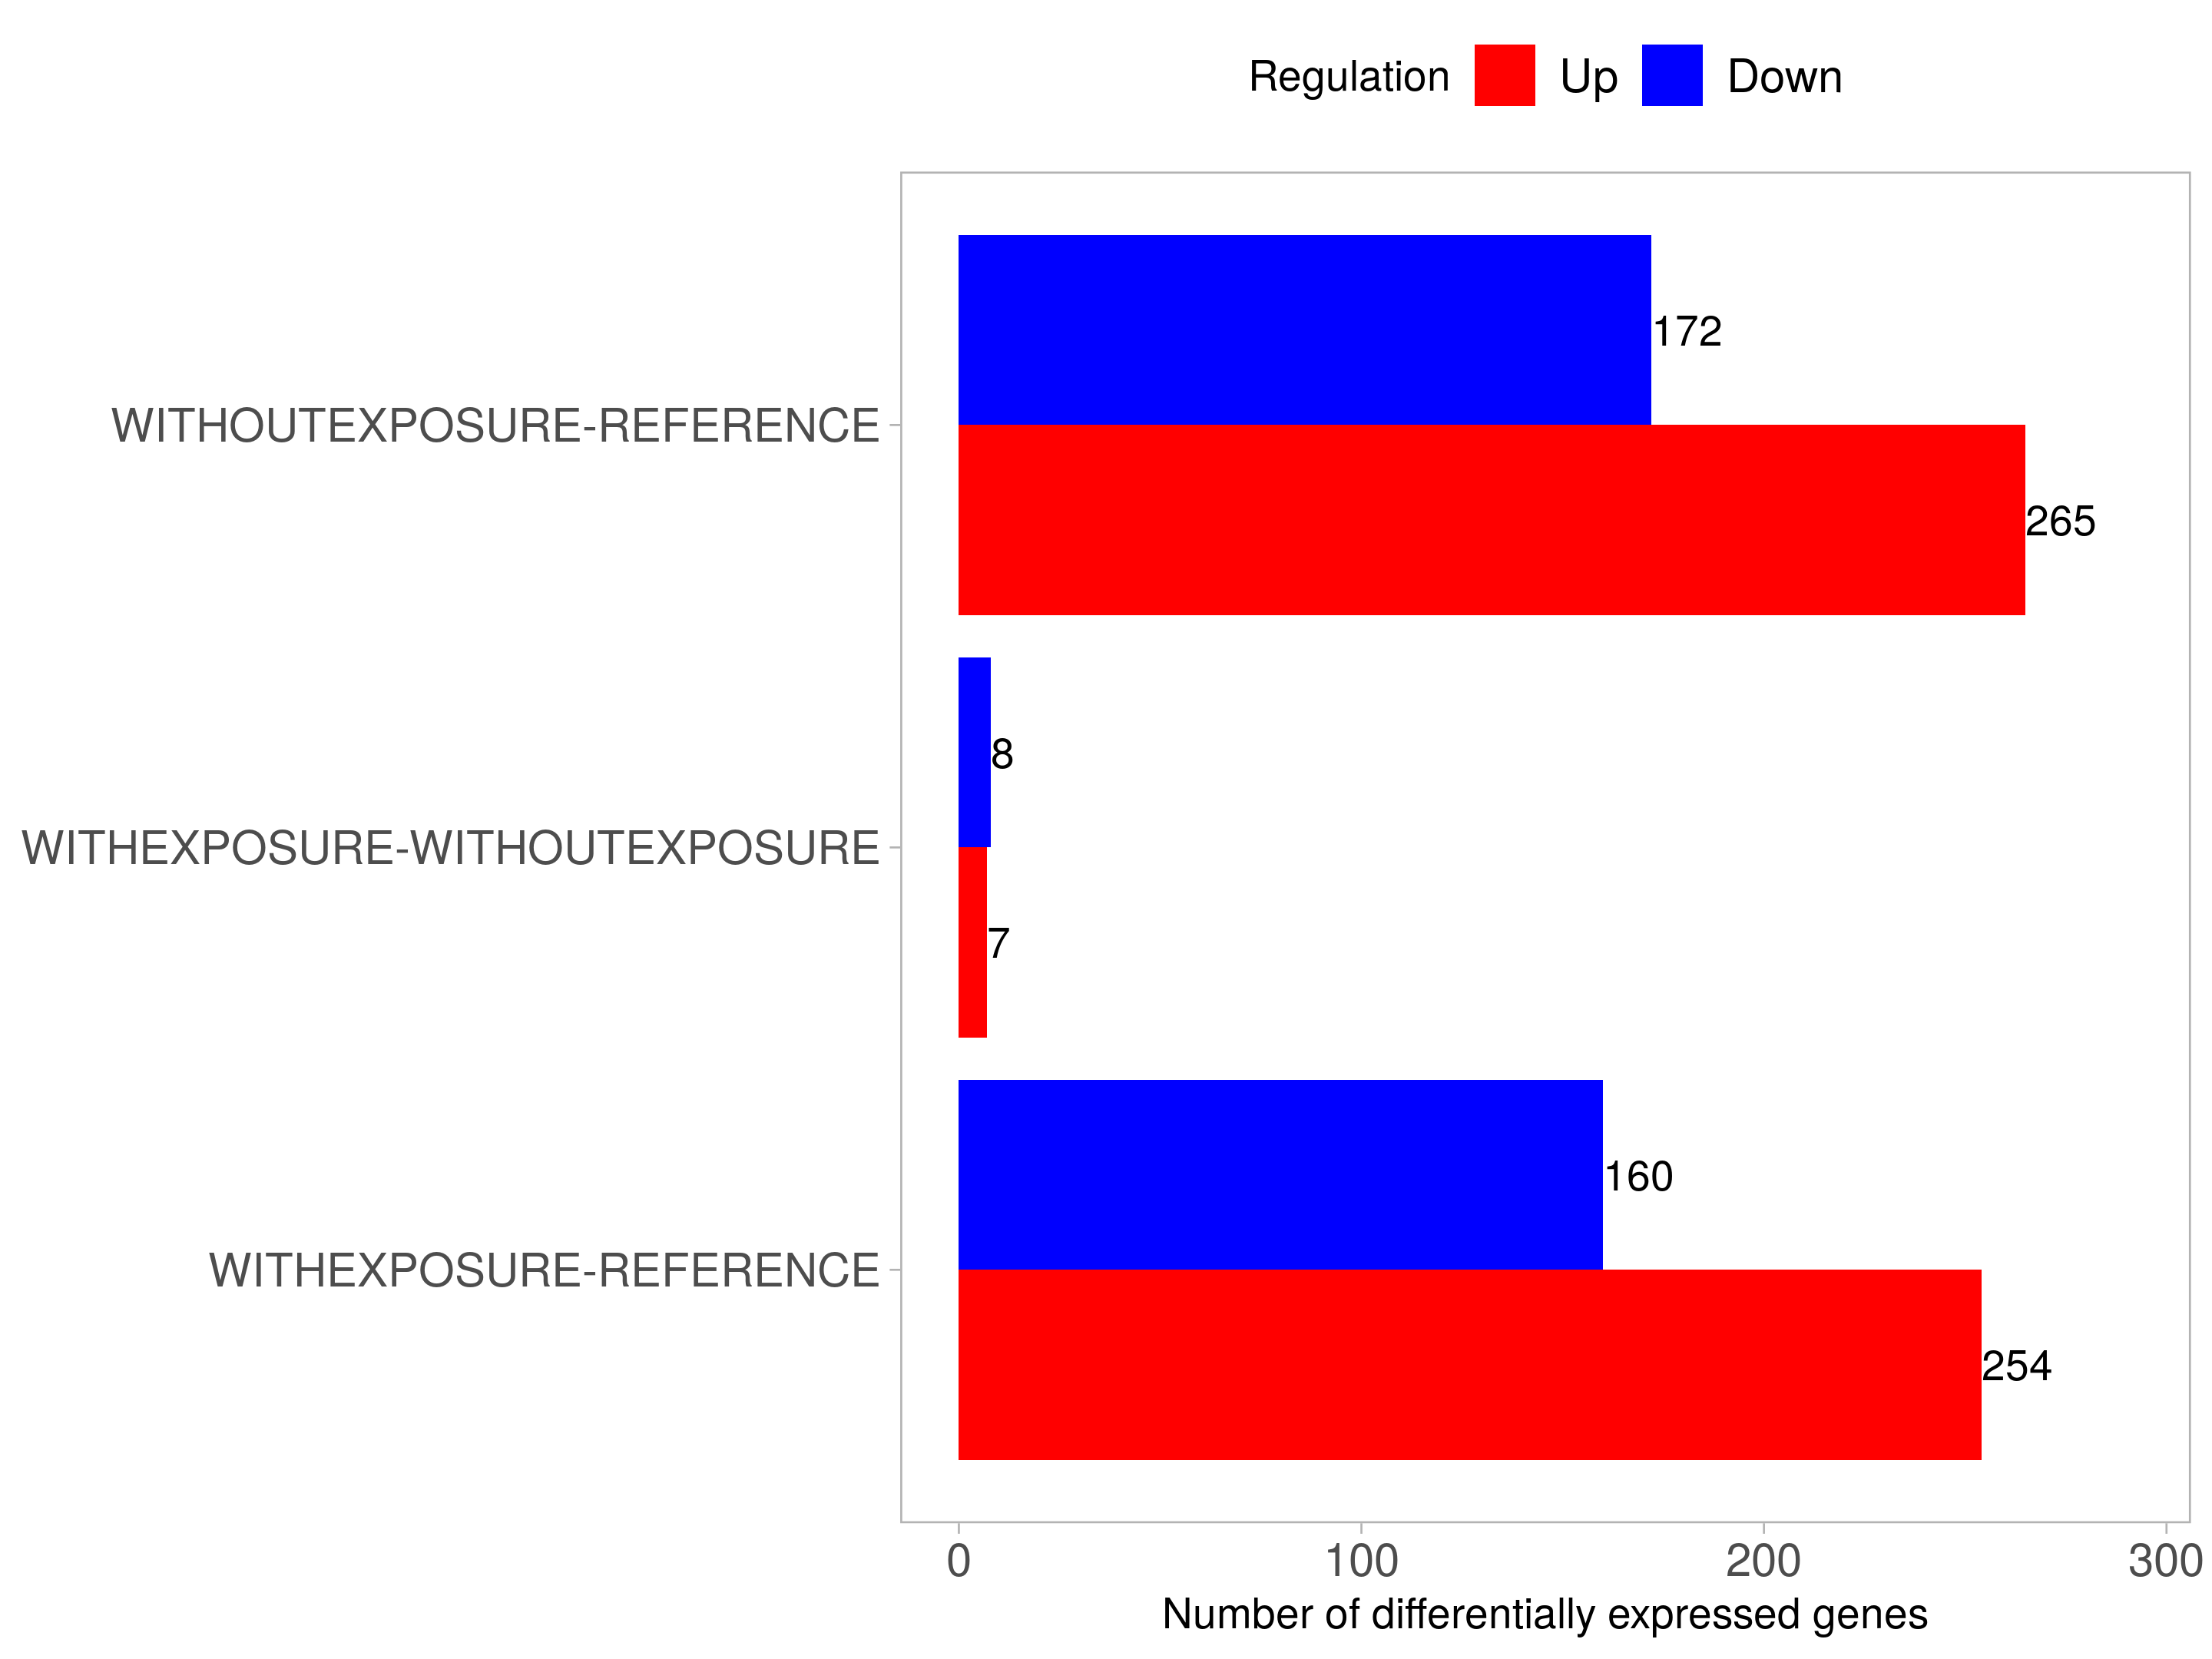 Regulation Up Down
172
WITHOUTEXPOSURE-REFERENCE
265
8
WITHEXPOSURE-WITHOUTEXPOSURE
7
160
WITHEXPOSURE-REFERENCE
254
0 100 200 300
Number of differentially expressed genes